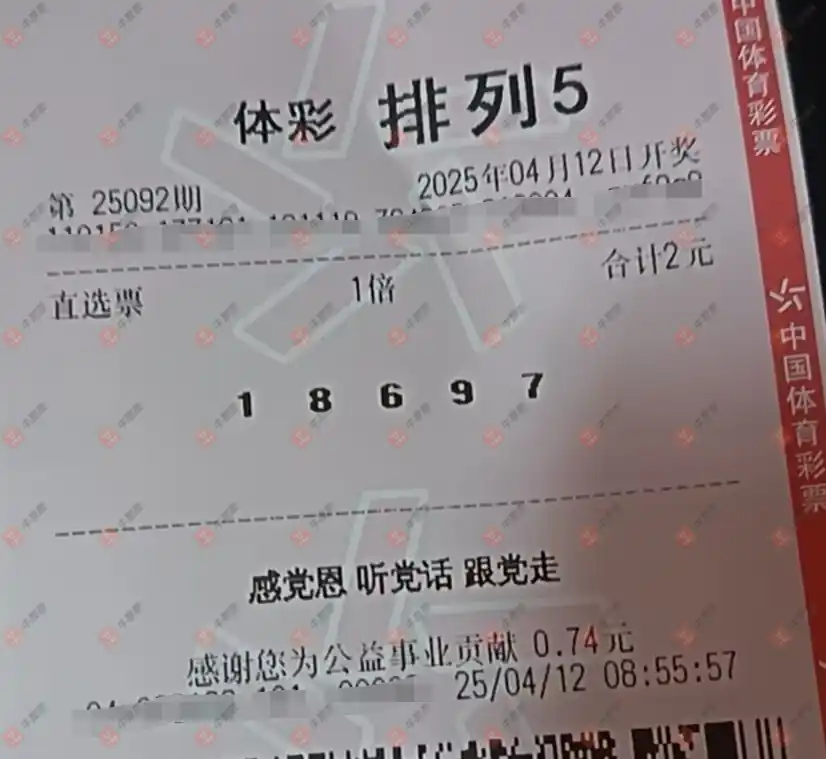 体彩 排列5
第 25092期 2025年04月12日开奖
直选票 1倍 合计2元
1 8 6 9 7
感党恩 听党话 跟党走
感谢您为公益事业贡献 0.74元
25/04/12 08:55:57
中国体育彩票
中国体育彩票